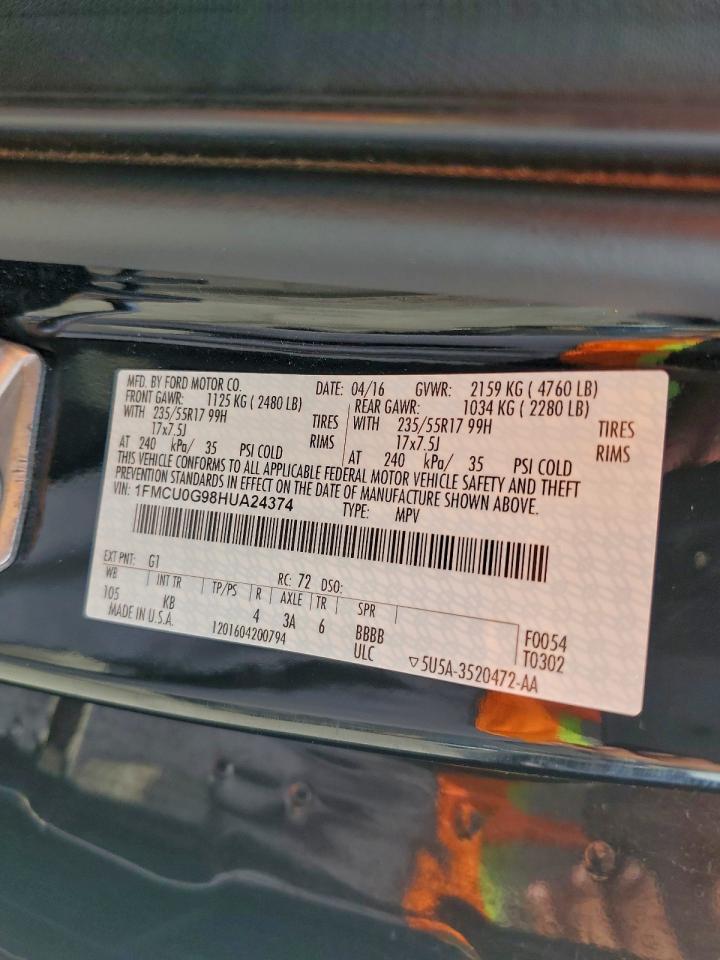 MFD. BY FORD MOTOR CO. DATE: 04/16 GVWR: 2159 KG ( 4760 LB)
FRONT GAWR: 1125 KG ( 2480 LB) REAR GAWR: 1034 KG ( 2280 LB)
WITH 235/55R17 99H TIRES WITH 235/55R17 99H TIRES
17x7.5J RIMS 17x7.5J RIMS
AT 240 kPa/ 35 PSI COLD AT 240 kPa/ 35 PSI COLD
THIS VEHICLE CONFORMS TO ALL APPLICABLE FEDERAL MOTOR VEHICLE SAFETY AND THEFT
PREVENTION STANDARDS IN EFFECT ON THE DATE OF MANUFACTURE SHOWN ABOVE.
VIN: 1FMCU0G98HUA24374 TYPE: MPV
EXT PNT: G1 RC: 72 DSO:
WB INT TR TP/PS R AXLE TR SPR
105 KB 4 3A 6 BBBB F0054
MADE IN U.S.A. 1201604200794 ULC T0302
▽5U5A-3520472-AA